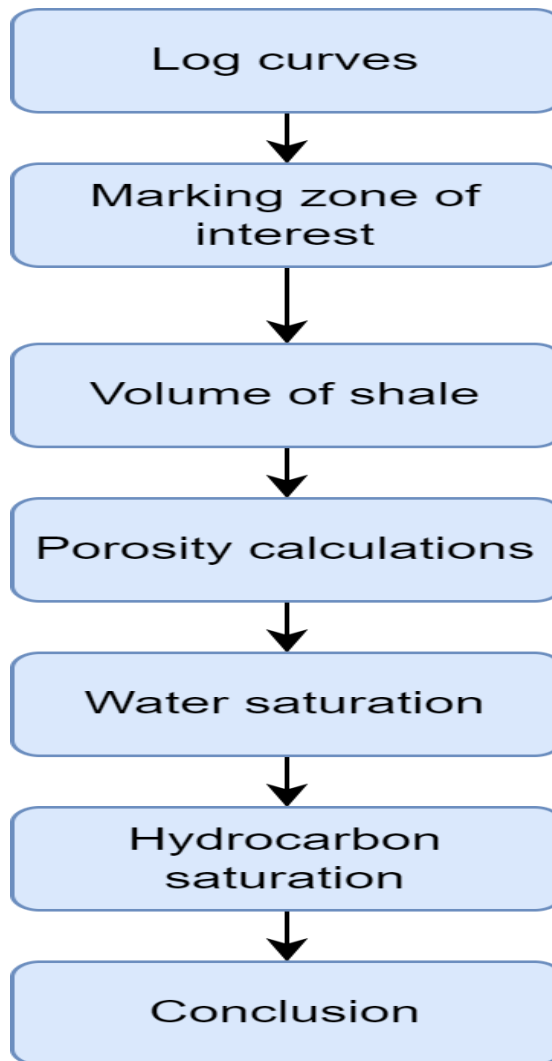 Log curves
Marking zone of
interest
Volume of shale
Porosity calculations
Water saturation
Hydrocarbon
saturation
Conclusion